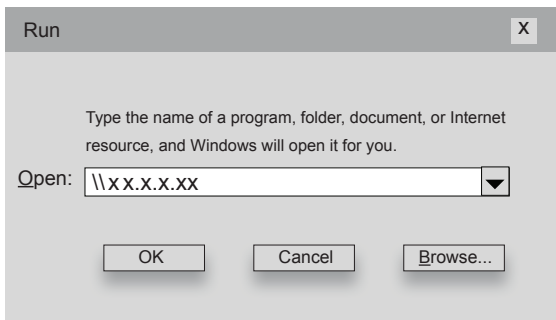 Run X
Type the name of a program, folder, document, or Internet
resource, and Windows will open it for you.
Open: \\x x.x.x.xx
OK Cancel Browse...